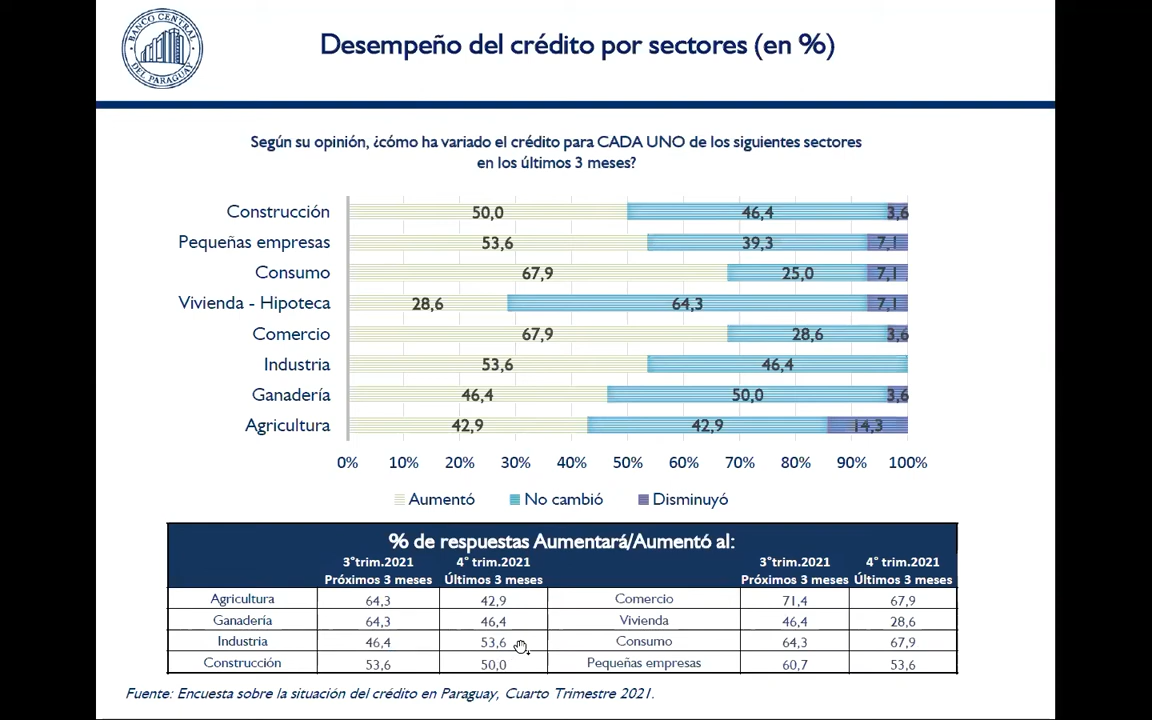 BANCO CENTRAL
DEL PARAGUAY
Desempeño del crédito por sectores (en %)
Según su opinión, ¿cómo ha variado el crédito para CADA UNO de los siguientes sectores
en los últimos 3 meses?
Construcción 50,0 46,4 3,6
Pequeñas empresas 53,6 39,3 7,1
Consumo 67,9 25,0 7,1
Vivienda - Hipoteca 28,6 64,3 7,1
Comercio 67,9 28,6 3,6
Industria 53,6 46,4
Ganadería 46,4 50,0 3,6
Agricultura 42,9 42,9 14,3
0% 10% 20% 30% 40% 50% 60% 70% 80% 90% 100%
Aumentó No cambió Disminuyó
% de respuestas Aumentará/Aumentó al:
3°trim.2021 4° trim.2021 3°trim.2021 4° trim.2021
Próximos 3 meses Últimos 3 meses Próximos 3 meses Últimos 3 meses
Agricultura 64,3 42,9 Comercio 71,4 67,9
Ganadería 64,3 46,4 Vivienda 46,4 28,6
Industria 46,4 53,6 Consumo 64,3 67,9
Construcción 53,6 50,0 Pequeñas empresas 60,7 53,6
Fuente: Encuesta sobre la situación del crédito en Paraguay, Cuarto Trimestre 2021.